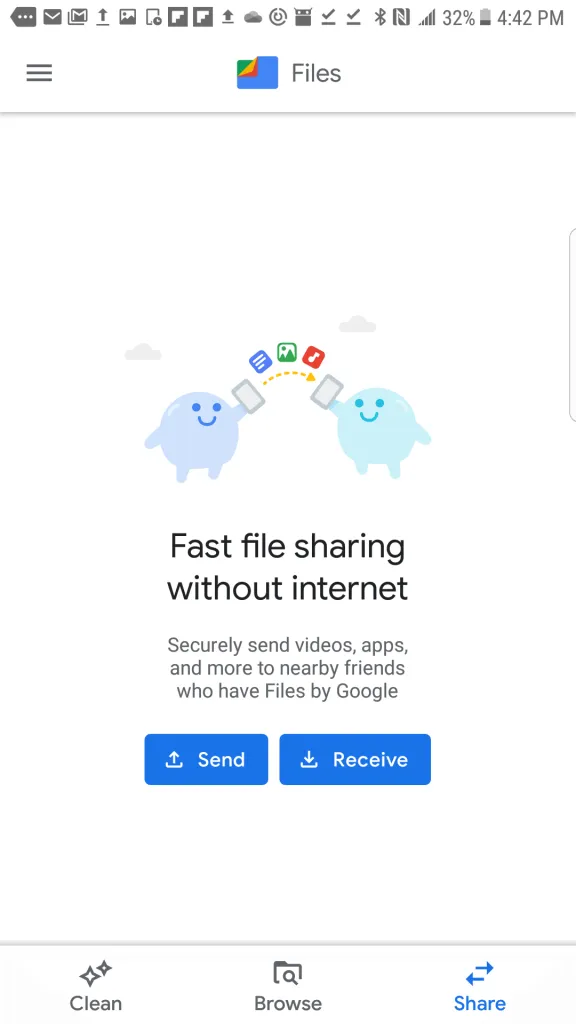 32% 4:42 PM
Files
Fast file sharing
without internet
Securely send videos, apps,
and more to nearby friends
who have Files by Google
Send
Receive
Clean
Browse
Share